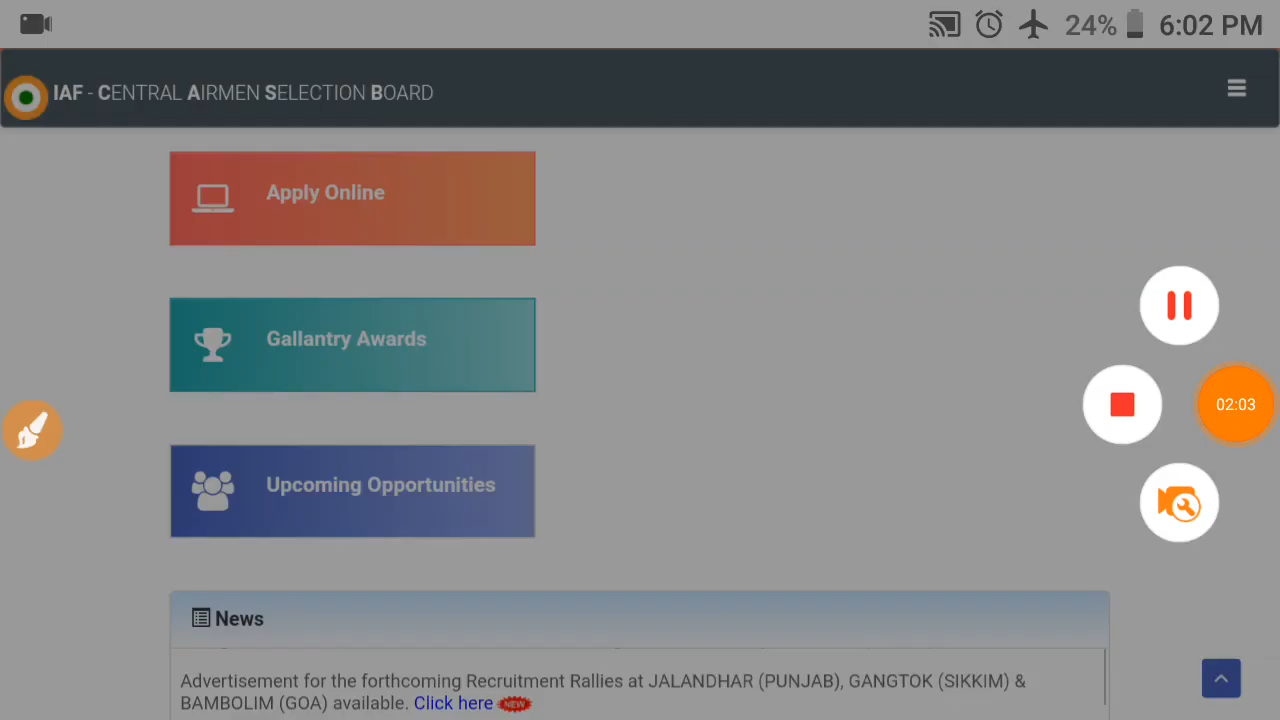 24% 6:02 PM
IAF - CENTRAL AIRMEN SELECTION BOARD
Apply Online
Gallantry Awards
02:03
Upcoming Opportunities
News
Advertisement for the forthcoming Recruitment Rallies at JALANDHAR (PUNJAB), GANGTOK (SIKKIM) &
BAMBOLIM (GOA) available. Click here NEW